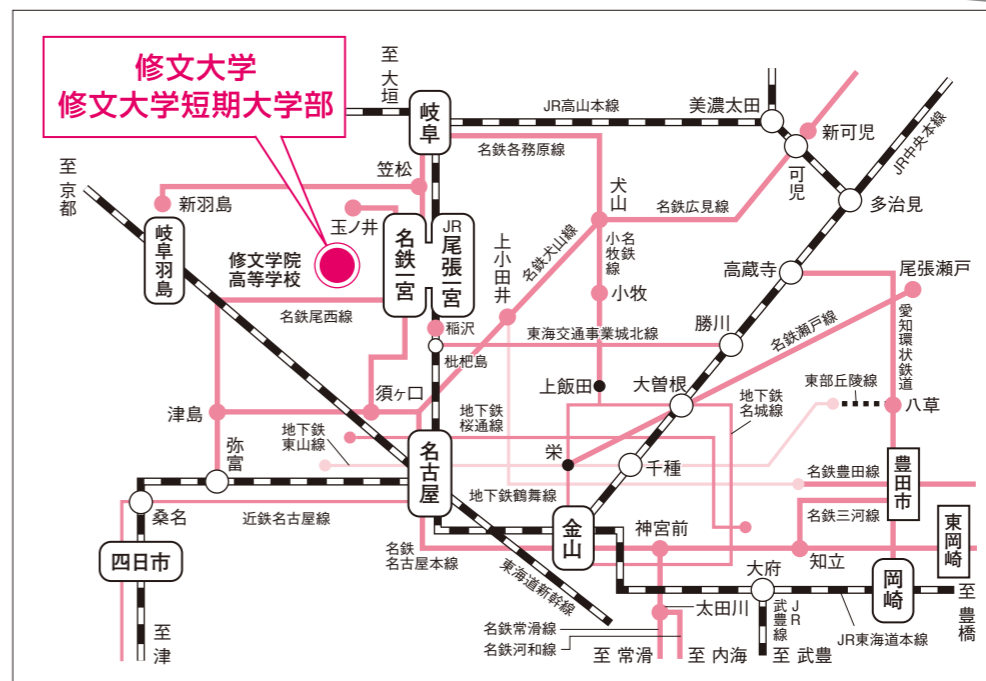 修文大学
修文大学短期大学部
至大垣
岐阜
JR高山本線
美濃太田
新可児
JR中央本線
名鉄各務原線
可児
至京都
笠松
新羽島
玉ノ井
犬山
名鉄広見線
多治見
岐阜羽島
修文学院
高等学校
名鉄一宮
JR
尾張一宮
上小田井
名鉄犬山線
名鉄
小牧線
小牧
高蔵寺
尾張瀬戸
名鉄尾西線
稲沢
枇杷島
東海交通事業城北線
勝川
名鉄瀬戸線
愛知環状鉄道
須ヶ口
上飯田
大曽根
東部丘陵線
八草
津島
地下鉄
東山線
地下鉄
桜通線
地下鉄
名城線
弥富
名古屋
栄
千種
名鉄豊田線
豊田市
桑名
近鉄名古屋線
地下鉄鶴舞線
金山
神宮前
名鉄三河線
東岡崎
四日市
名鉄
名古屋本線
東海道新幹線
知立
大府
岡崎
太田川
JR
武豊線
至豊橋
至津
名鉄常滑線
名鉄河和線
JR東海道本線
至 常滑
至 内海
至 武豊